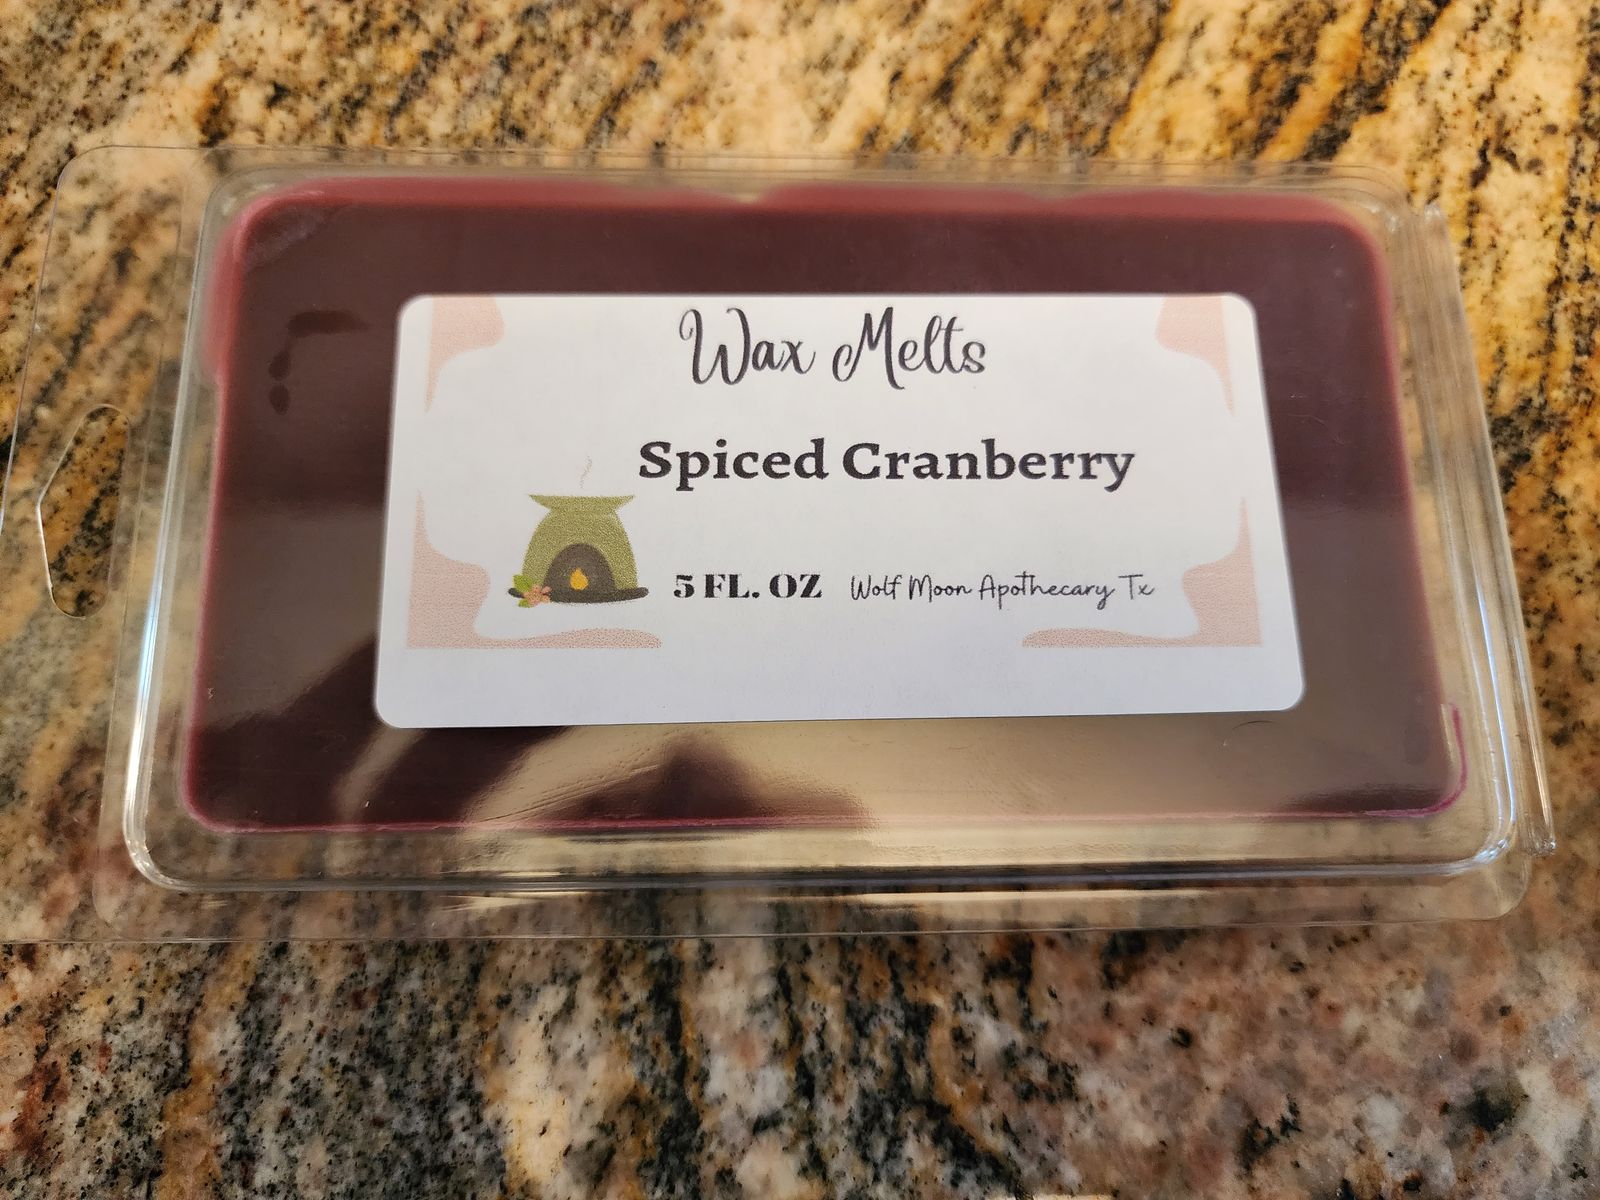 Wax Melts
Spiced Cranberry
5 FL. OZ Wolf Moon Apothecary Tx